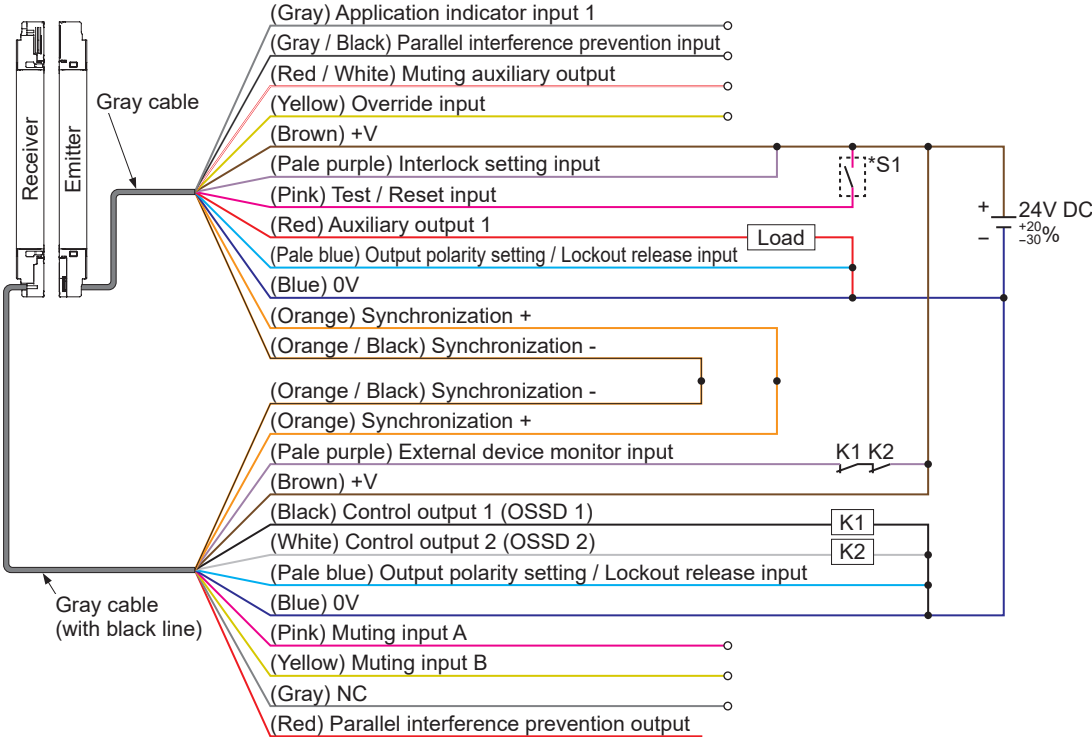 (Gray) Application indicator input 1
(Gray / Black) Parallel interference prevention input
(Red / White) Muting auxiliary output
(Yellow) Override input
(Brown) +V
(Pale purple) Interlock setting input
(Pink) Test / Reset input
(Red) Auxiliary output 1
(Pale blue) Output polarity setting / Lockout release input
(Blue) 0V
(Orange) Synchronization +
(Orange / Black) Synchronization -
(Orange / Black) Synchronization -
(Orange) Synchronization +
(Pale purple) External device monitor input
(Brown) +V
(Black) Control output 1 (OSSD 1)
(White) Control output 2 (OSSD 2)
(Pale blue) Output polarity setting / Lockout release input
(Blue) 0V
(Pink) Muting input A
(Yellow) Muting input B
(Gray) NC
(Red) Parallel interference prevention output
Receiver
Emitter
Gray cable
Gray cable
(with black line)
*S1
Load
+
−
24V DC
+20
−30%
K1 K2
K1
K2